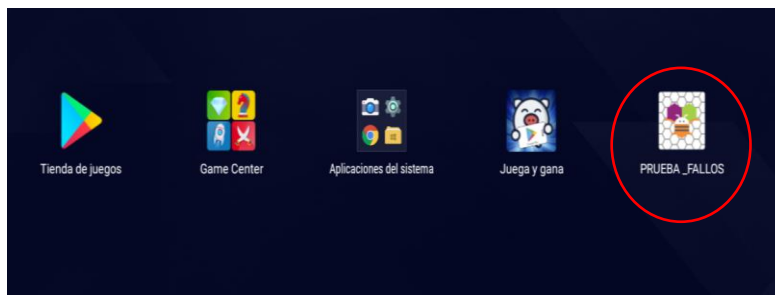 Tienda de juegos
Game Center
Aplicaciones del sistema
Juega y gana
PRUEBA _FALLOS